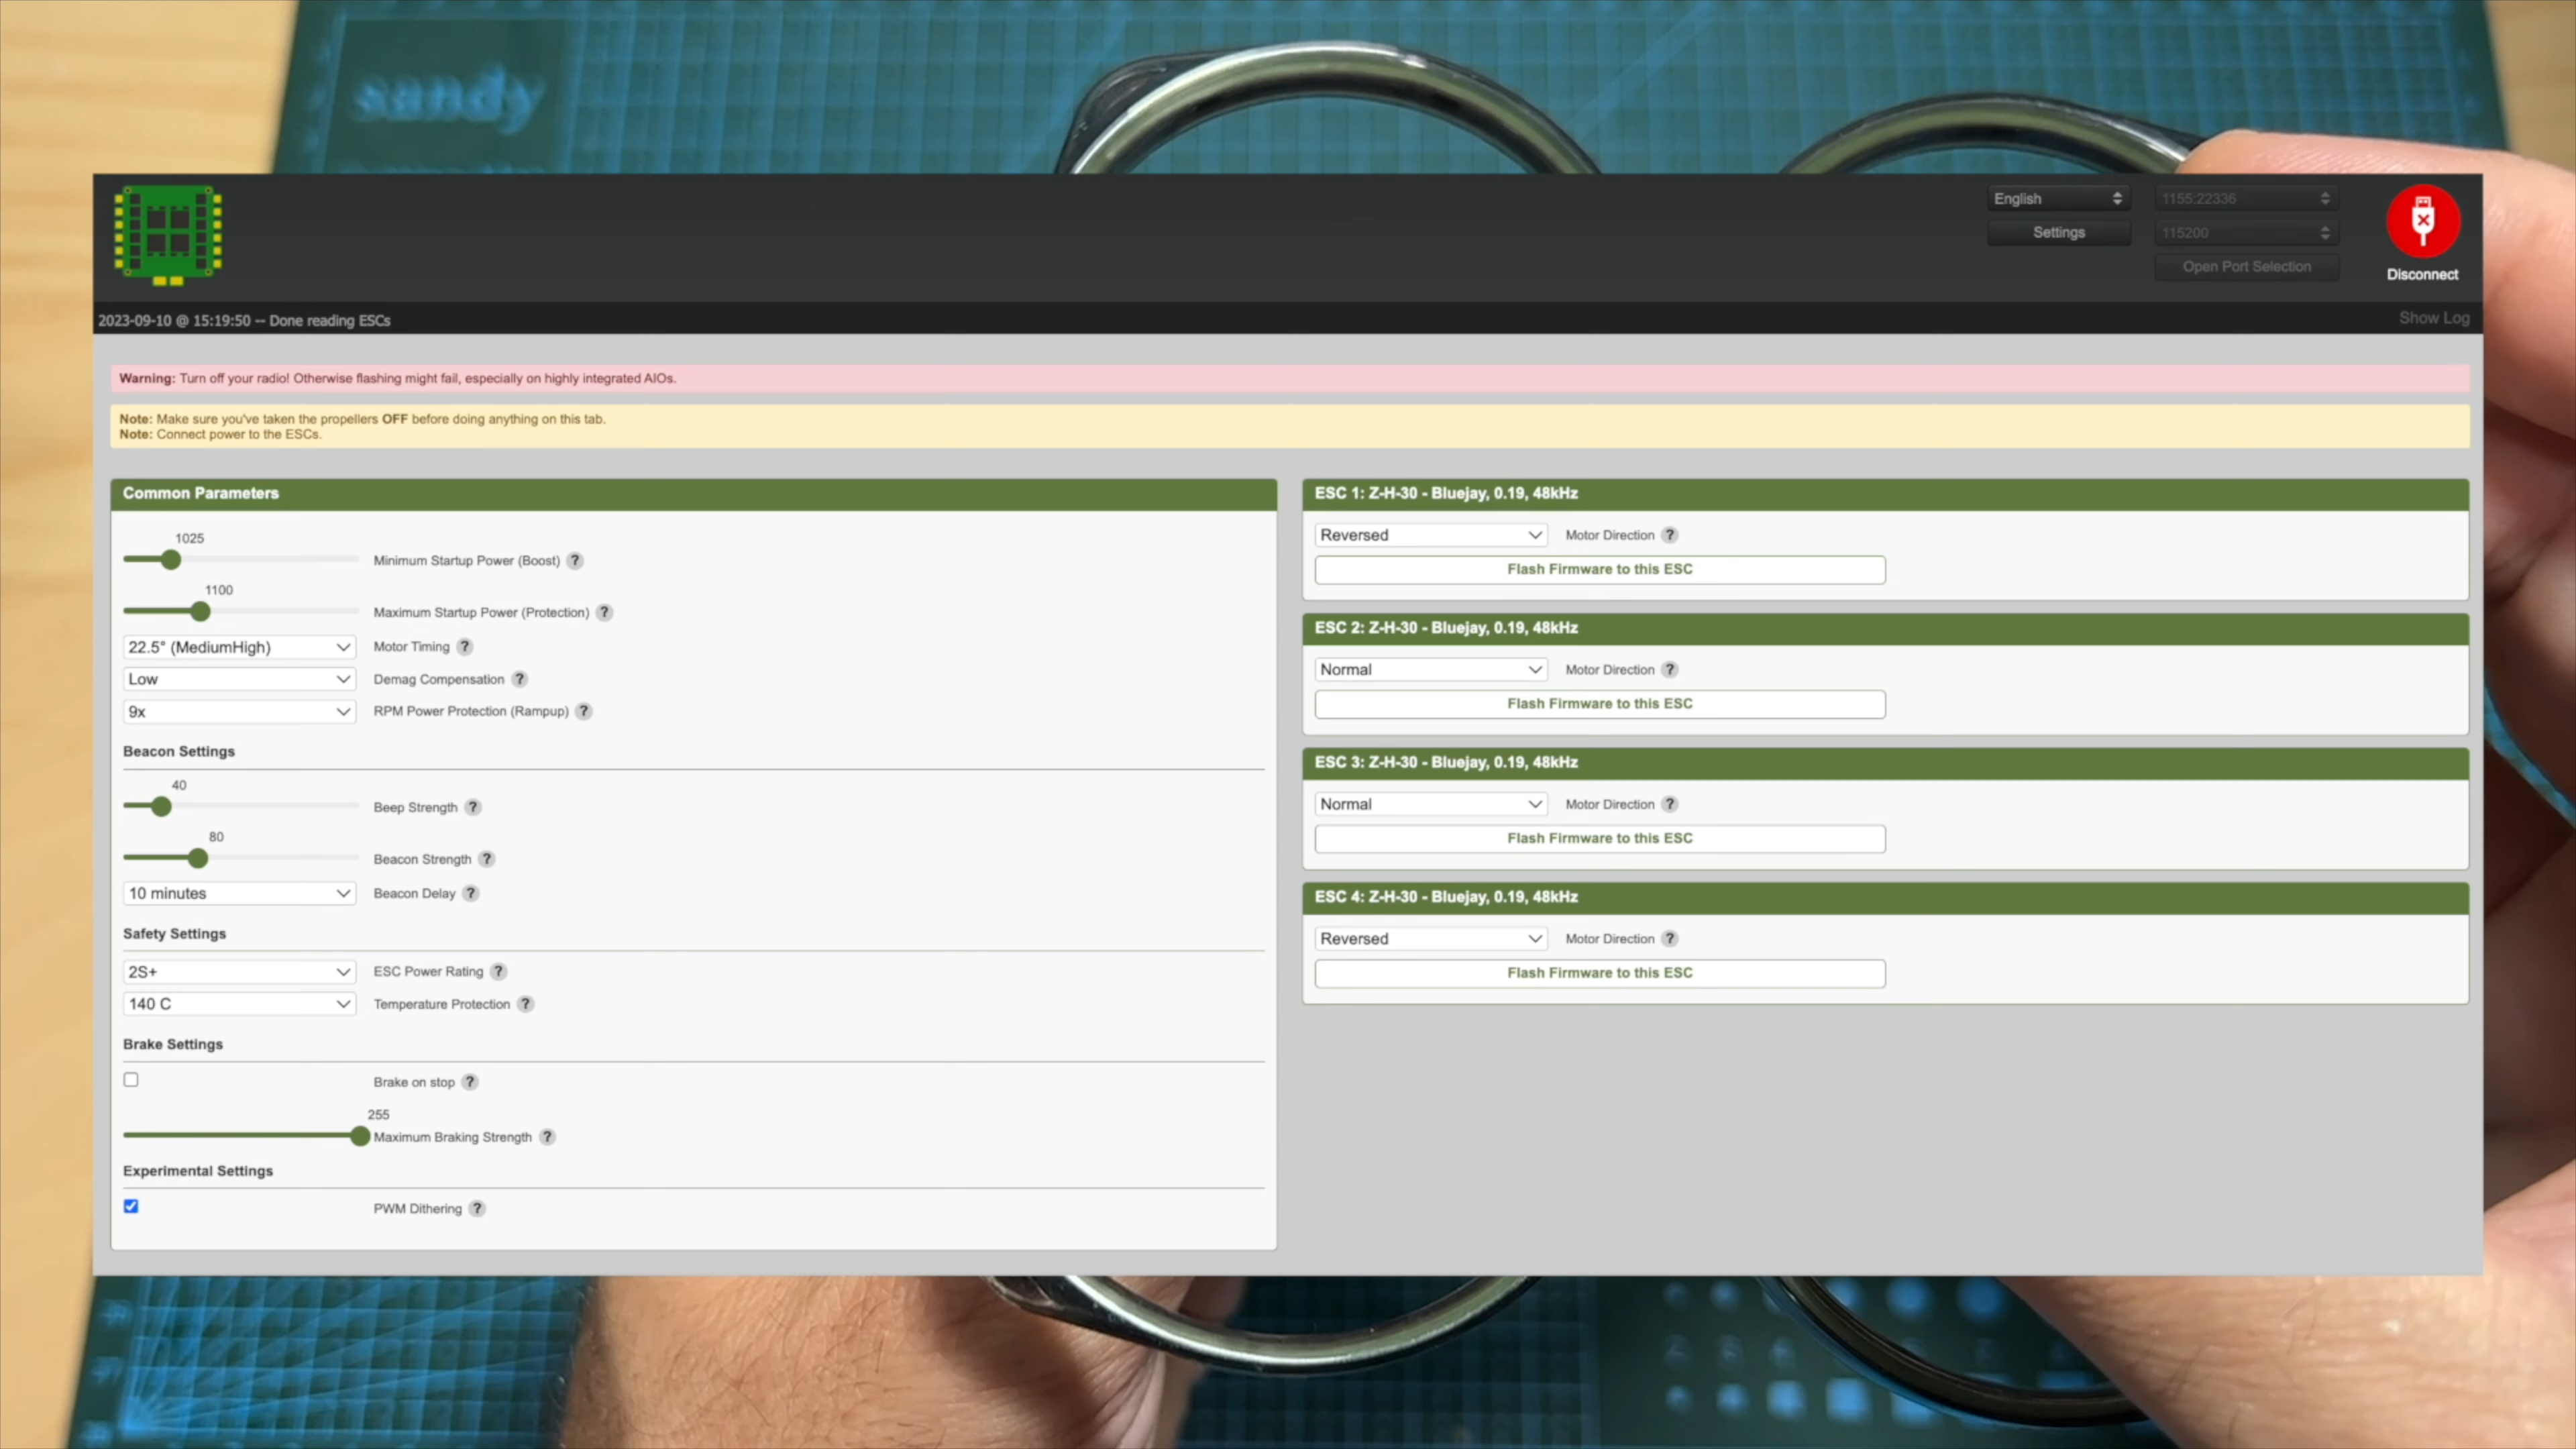 sandy
English
1155:22336
Settings
115200
Open Port Selection
Disconnect
2023-09-10 @ 15:19:50 -- Done reading ESCs
Show Log
Warning: Turn off your radio! Otherwise flashing might fail, especially on highly integrated AIOs.
Note: Make sure you've taken the propellers OFF before doing anything on this tab.
Note: Connect power to the ESCs.
Common Parameters
1025
Minimum Startup Power (Boost) ?
1100
Maximum Startup Power (Protection) ?
22.5° (MediumHigh) Motor Timing ?
Low Demag Compensation ?
9x RPM Power Protection (Rampup) ?
Beacon Settings
40
Beep Strength ?
80
Beacon Strength ?
10 minutes Beacon Delay ?
Safety Settings
2S+ ESC Power Rating ?
140 C Temperature Protection ?
Brake Settings
Brake on stop ?
255
Maximum Braking Strength ?
Experimental Settings
PWM Dithering ?
ESC 1: Z-H-30 - Bluejay, 0.19, 48kHz
Reversed Motor Direction ?
Flash Firmware to this ESC
ESC 2: Z-H-30 - Bluejay, 0.19, 48kHz
Normal Motor Direction ?
Flash Firmware to this ESC
ESC 3: Z-H-30 - Bluejay, 0.19, 48kHz
Normal Motor Direction ?
Flash Firmware to this ESC
ESC 4: Z-H-30 - Bluejay, 0.19, 48kHz
Reversed Motor Direction ?
Flash Firmware to this ESC